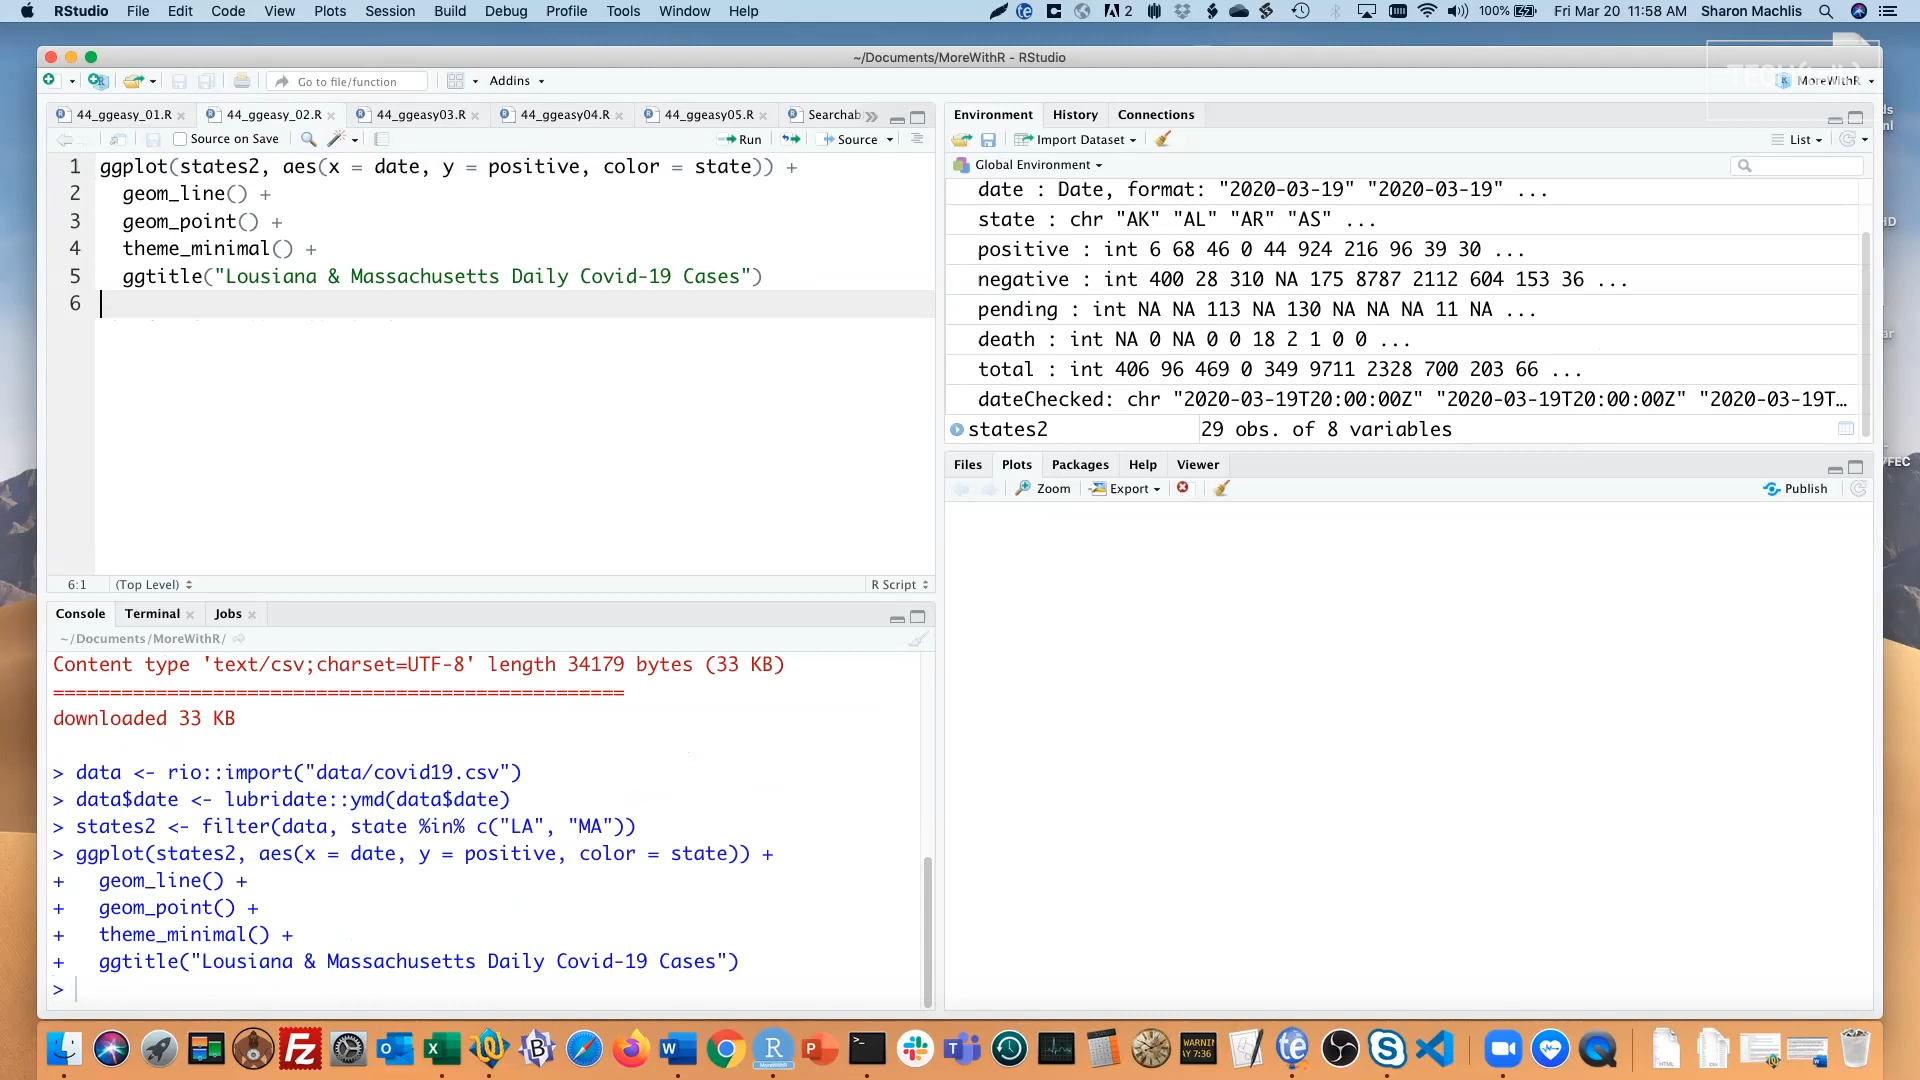 RStudio File Edit Code View Plots Session Build Debug Profile Tools Window Help 2 100% Fri Mar 20 11:58 AM Sharon Machlis
~/Documents/MoreWithR - RStudio
Go to file/function Addins MoreWithR
44_ggeasy_01.R 44_ggeasy_02.R 44_ggeasy03.R 44_ggeasy04.R 44_ggeasy05.R Searchab
Source on Save Run Source
1 ggplot(states2, aes(x = date, y = positive, color = state)) +
2 geom_line() +
3 geom_point() +
4 theme_minimal() +
5 ggtitle("Lousiana & Massachusetts Daily Covid-19 Cases")
6
6:1 (Top Level) R Script
Console Terminal Jobs
~/Documents/MoreWithR/
Content type 'text/csv;charset=UTF-8' length 34179 bytes (33 KB)
==================================================
downloaded 33 KB
> data <- rio::import("data/covid19.csv")
> data$date <- lubridate::ymd(data$date)
> states2 <- filter(data, state %in% c("LA", "MA"))
> ggplot(states2, aes(x = date, y = positive, color = state)) +
+ geom_line() +
+ geom_point() +
+ theme_minimal() +
+ ggtitle("Lousiana & Massachusetts Daily Covid-19 Cases")
>
Environment History Connections
Import Dataset List
Global Environment
date : Date, format: "2020-03-19" "2020-03-19" ...
state : chr "AK" "AL" "AR" "AS" ...
positive : int 6 68 46 0 44 924 216 96 39 30 ...
negative : int 400 28 310 NA 175 8787 2112 604 153 36 ...
pending : int NA NA 113 NA 130 NA NA NA 11 NA ...
death : int NA 0 NA 0 0 18 2 1 0 0 ...
total : int 406 96 469 0 349 9711 2328 700 203 66 ...
dateChecked: chr "2020-03-19T20:00:00Z" "2020-03-19T20:00:00Z" "2020-03-19T…
states2 29 obs. of 8 variables
Files Plots Packages Help Viewer
Zoom Export Publish